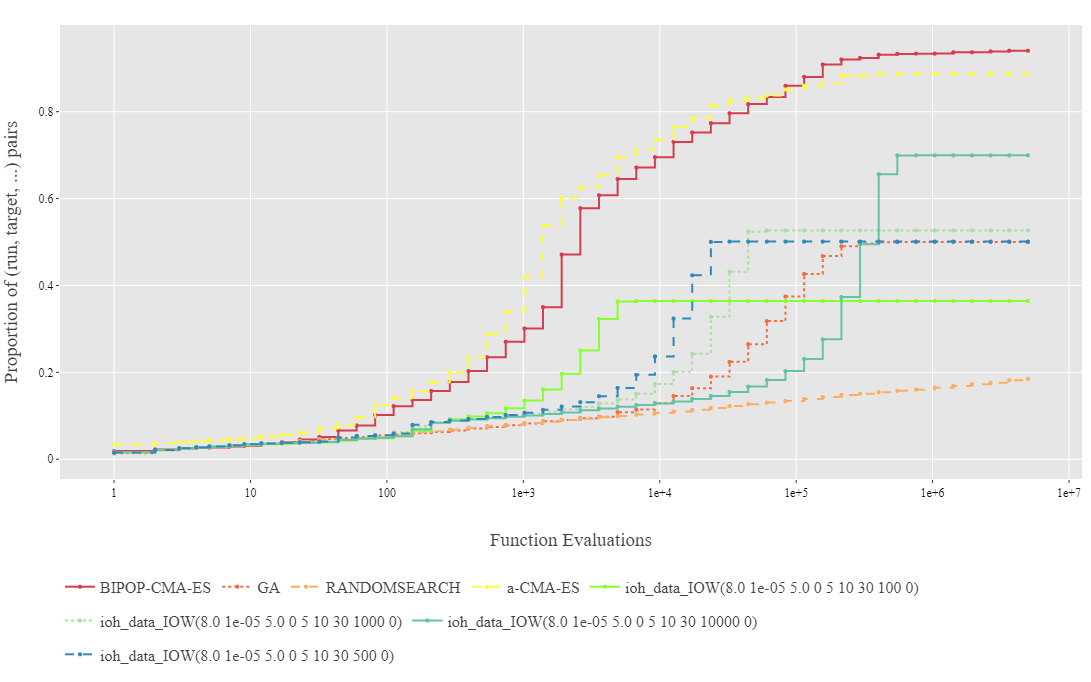 Proportion of (run, target, ...) pairs
0.8
0.6
0.4
0.2
0
1 10 100 1e+3 1e+4 1e+5 1e+6 1e+7
Function Evaluations
BIPOP-CMA-ES GA RANDOMSEARCH a-CMA-ES ioh_data_IOW(8.0 1e-05 5.0 0 5 10 30 100 0)
ioh_data_IOW(8.0 1e-05 5.0 0 5 10 30 1000 0) ioh_data_IOW(8.0 1e-05 5.0 0 5 10 30 10000 0)
ioh_data_IOW(8.0 1e-05 5.0 0 5 10 30 500 0)